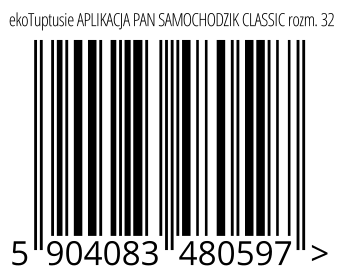 ekoTuptusie APLIKACJA PAN SAMOCHODZIK CLASSIC rozm. 32
5 904083 480597 >